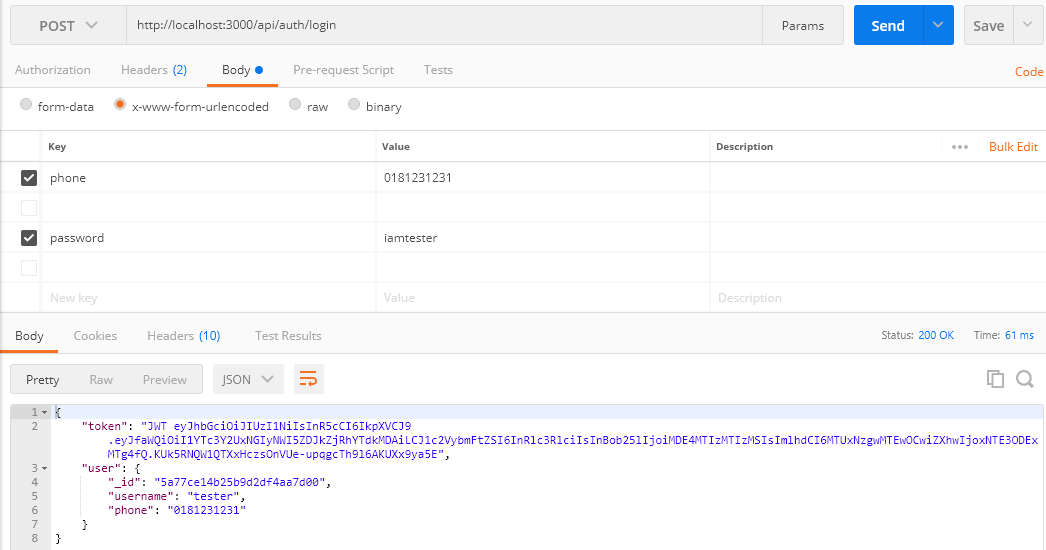 POST http://localhost:3000/api/auth/login Params Send Save
Authorization Headers (2) Body Pre-request Script Tests Code
form-data x-www-form-urlencoded raw binary
Key Value Description ••• Bulk Edit
phone 0181231231
password iamtester
New key Value Description
Body Cookies Headers (10) Test Results Status: 200 OK Time: 61 ms
Pretty Raw Preview JSON
1 {
2 "token": "JWT eyJhbGciOiJIUzI1NiIsInR5cCI6IkpXVCJ9
.eyJfaWQiOiI1YTc3Y2UxNGIyNWI5ZDJkZjRhYTdkMDAiLCJ1c2VybmFtZSI6InRlc3RlciIsInBob25lIjoiMDE4MTIzMTIzMSIsImlhdCI6MTUxNzgwMTEwOCwiZXhwIjoxNTE3ODEx
MTg4fQ.KUk5RNQW1QTXxHczsOnVUe-upqgcTh9l6AKUXx9ya5E",
3 "user": {
4 "_id": "5a77ce14b25b9d2df4aa7d00",
5 "username": "tester",
6 "phone": "0181231231"
7 }
8 }